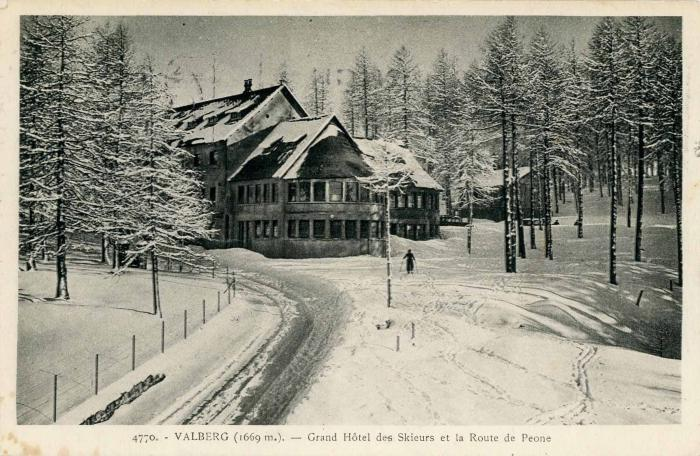 4770. - VALBERG (1669 m.). — Grand Hôtel des Skieurs et la Route de Peone